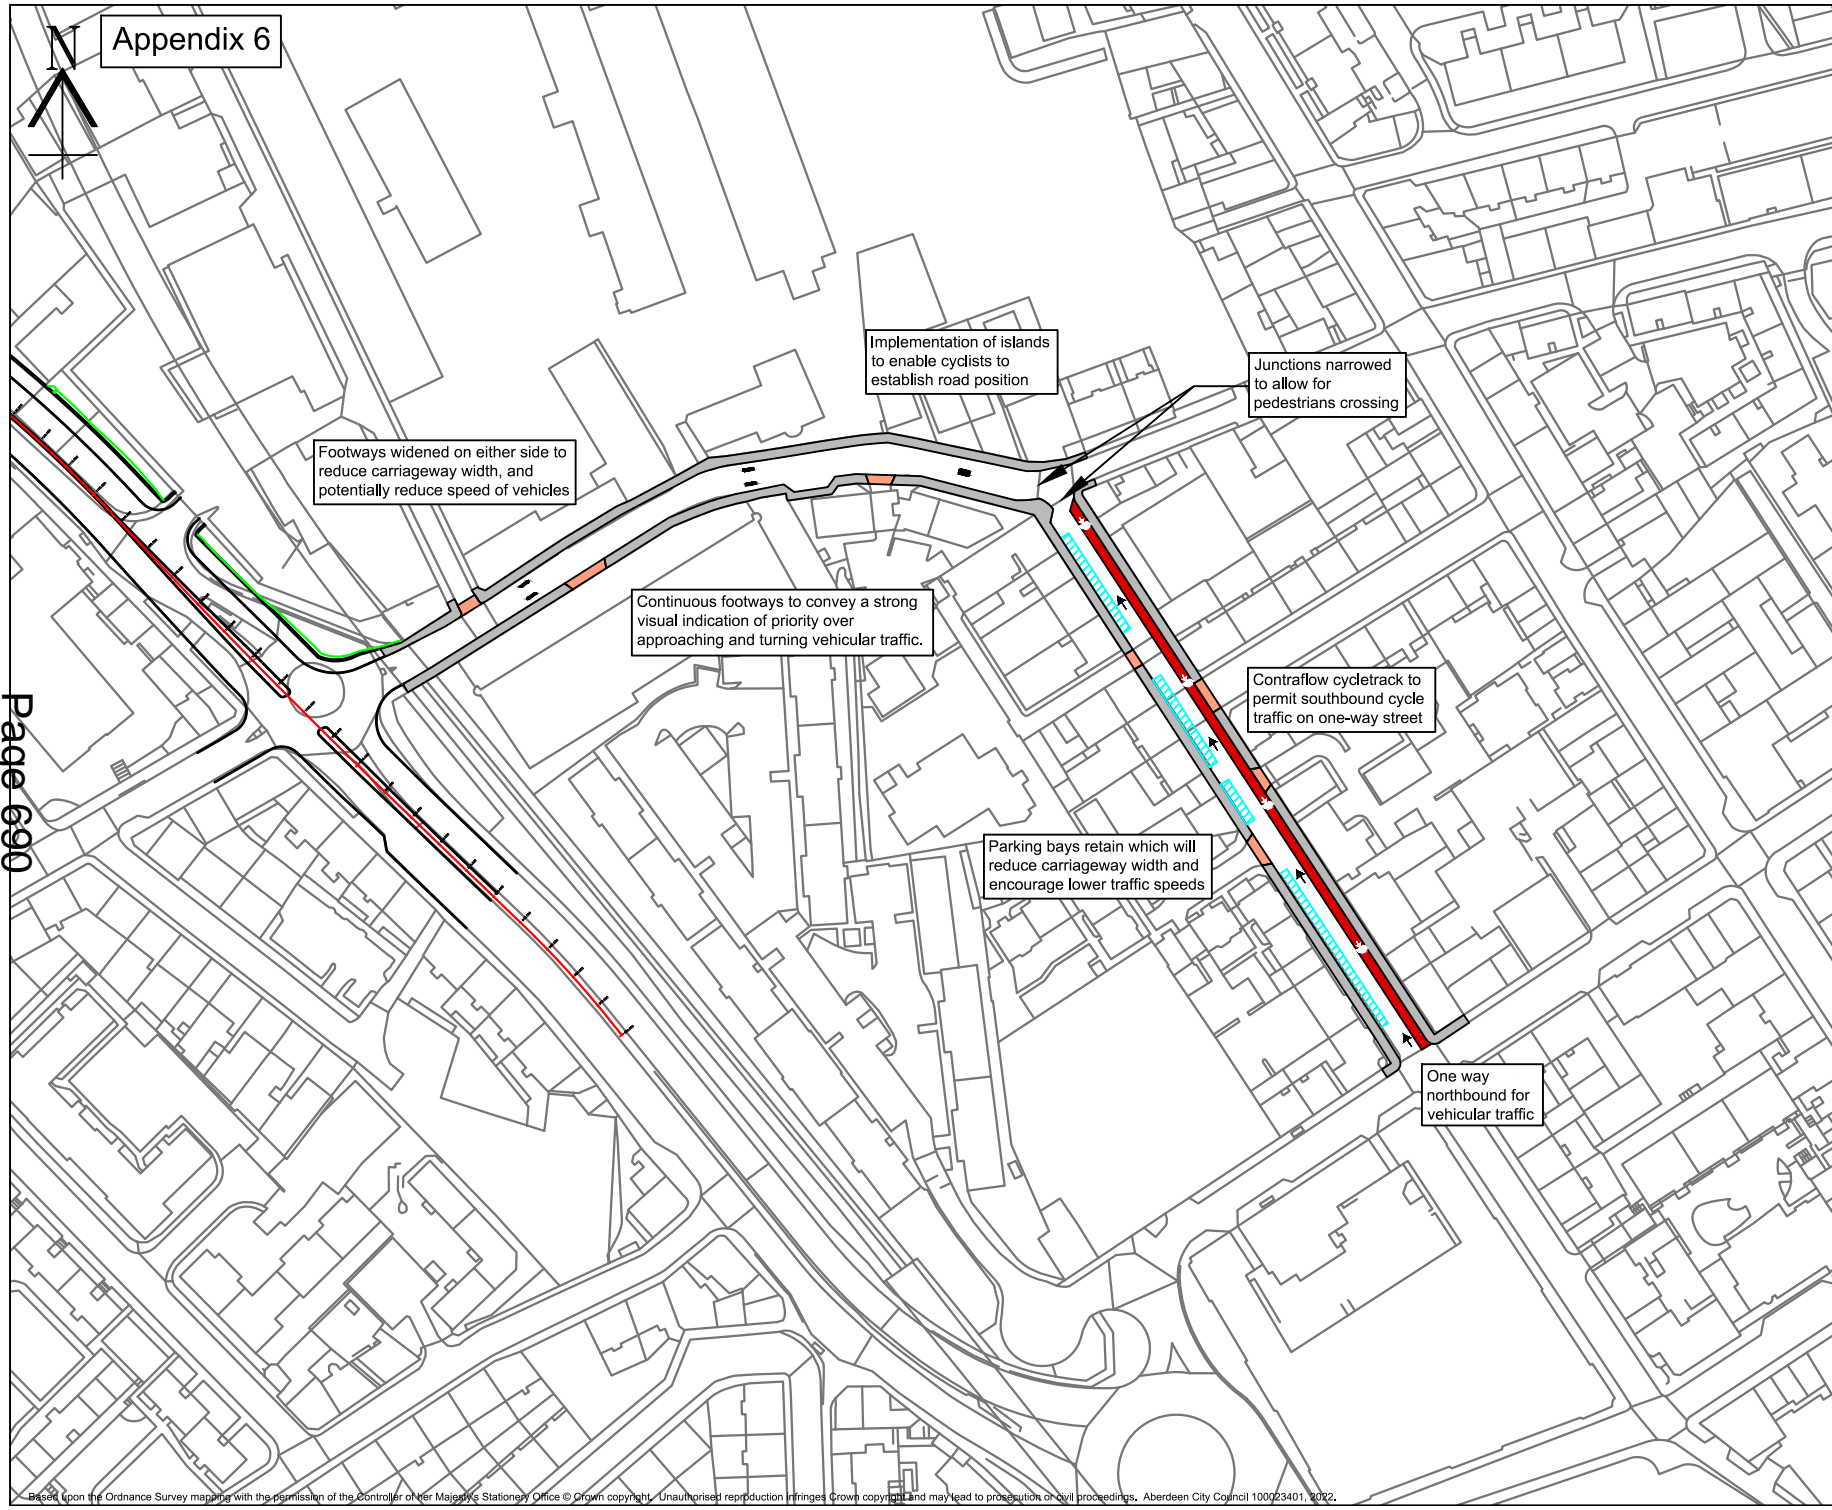 N
Appendix 6
Implementation of islands
to enable cyclists to
establish road position
Junctions narrowed
to allow for
pedestrians crossing
Footways widened on either side to
reduce carriageway width, and
potentially reduce speed of vehicles
Continuous footways to convey a strong
visual indication of priority over
approaching and turning vehicular traffic.
Contraflow cycletrack to
permit southbound cycle
traffic on one-way street
Page 690
Parking bays retain which will
reduce carriageway width and
encourage lower traffic speeds
One way
northbound for
vehicular traffic
Based upon the Ordnance Survey mapping with the permission of the Controller of her Majesty's Stationery Office © Crown copyright. Unauthorised reproduction infringes Crown copyright and may lead to prosecution or civil proceedings. Aberdeen City Council 100023401, 2022.